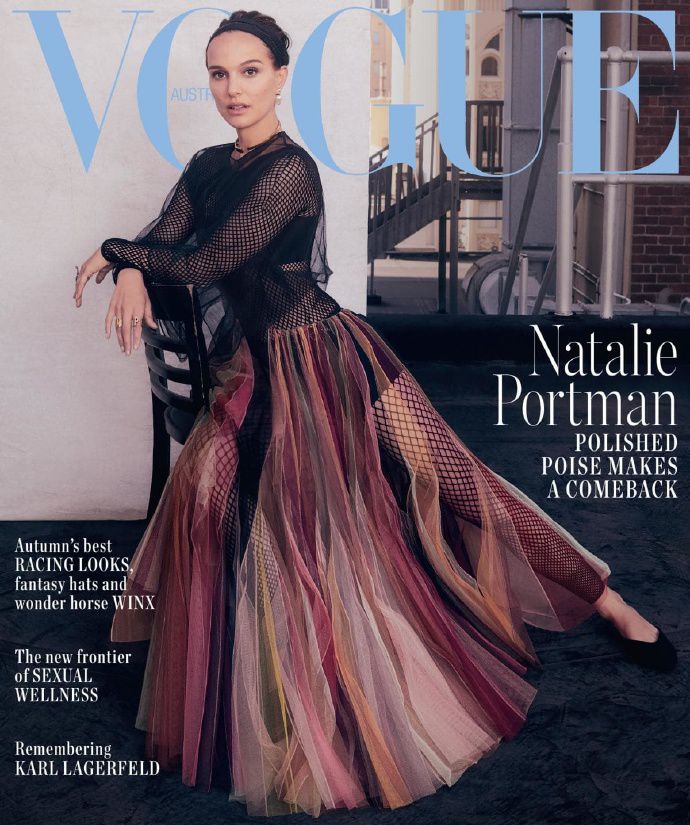 VOGUE
AUSTR
Natalie
Portman
POLISHED
POISE MAKES
A COMEBACK
Autumn's best
RACING LOOKS,
fantasy hats and
wonder horse WINX
The new frontier
of SEXUAL
WELLNESS
Remembering
KARL LAGERFELD